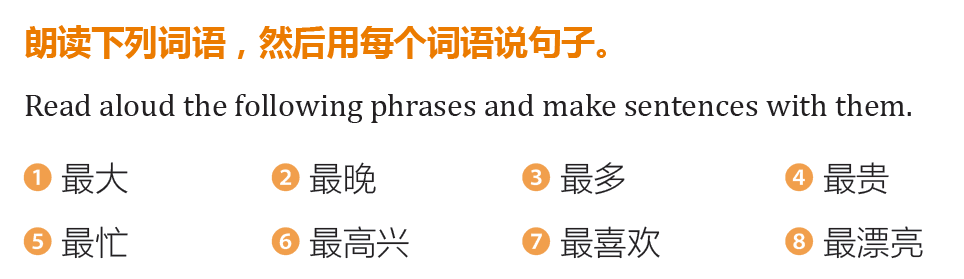 朗读下列词语，然后用每个词语说句子。
Read aloud the following phrases and make sentences with them.
1 最大 2 最晚 3 最多 4 最贵
5 最忙 6 最高兴 7 最喜欢 8 最漂亮